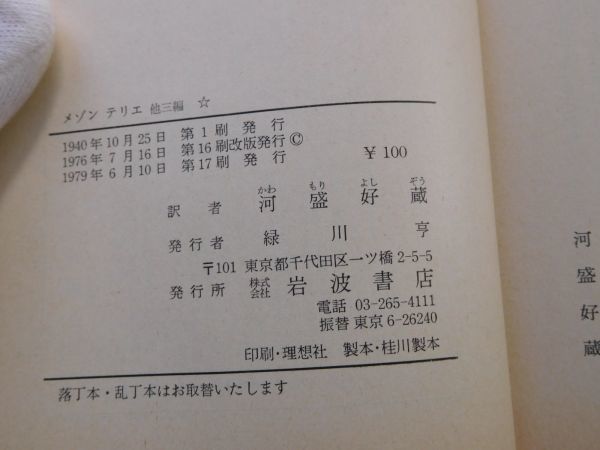 メゾン テリエ 他三編 ☆
1940年10月25日 第1刷 発行
1976年 7月16日 第16刷改版発行©
1979年 6月10日 第17刷 発行
¥100
訳者 河盛好蔵
かわ もり よし ぞう
発行者 緑川亨
〒101 東京都千代田区一ツ橋2-5-5
発行所 株式会社 岩波書店
電話 03-265-4111
振替 東京6-26240
印刷・理想社 製本・桂川製本
落丁本・乱丁本はお取替いたします
河盛好蔵